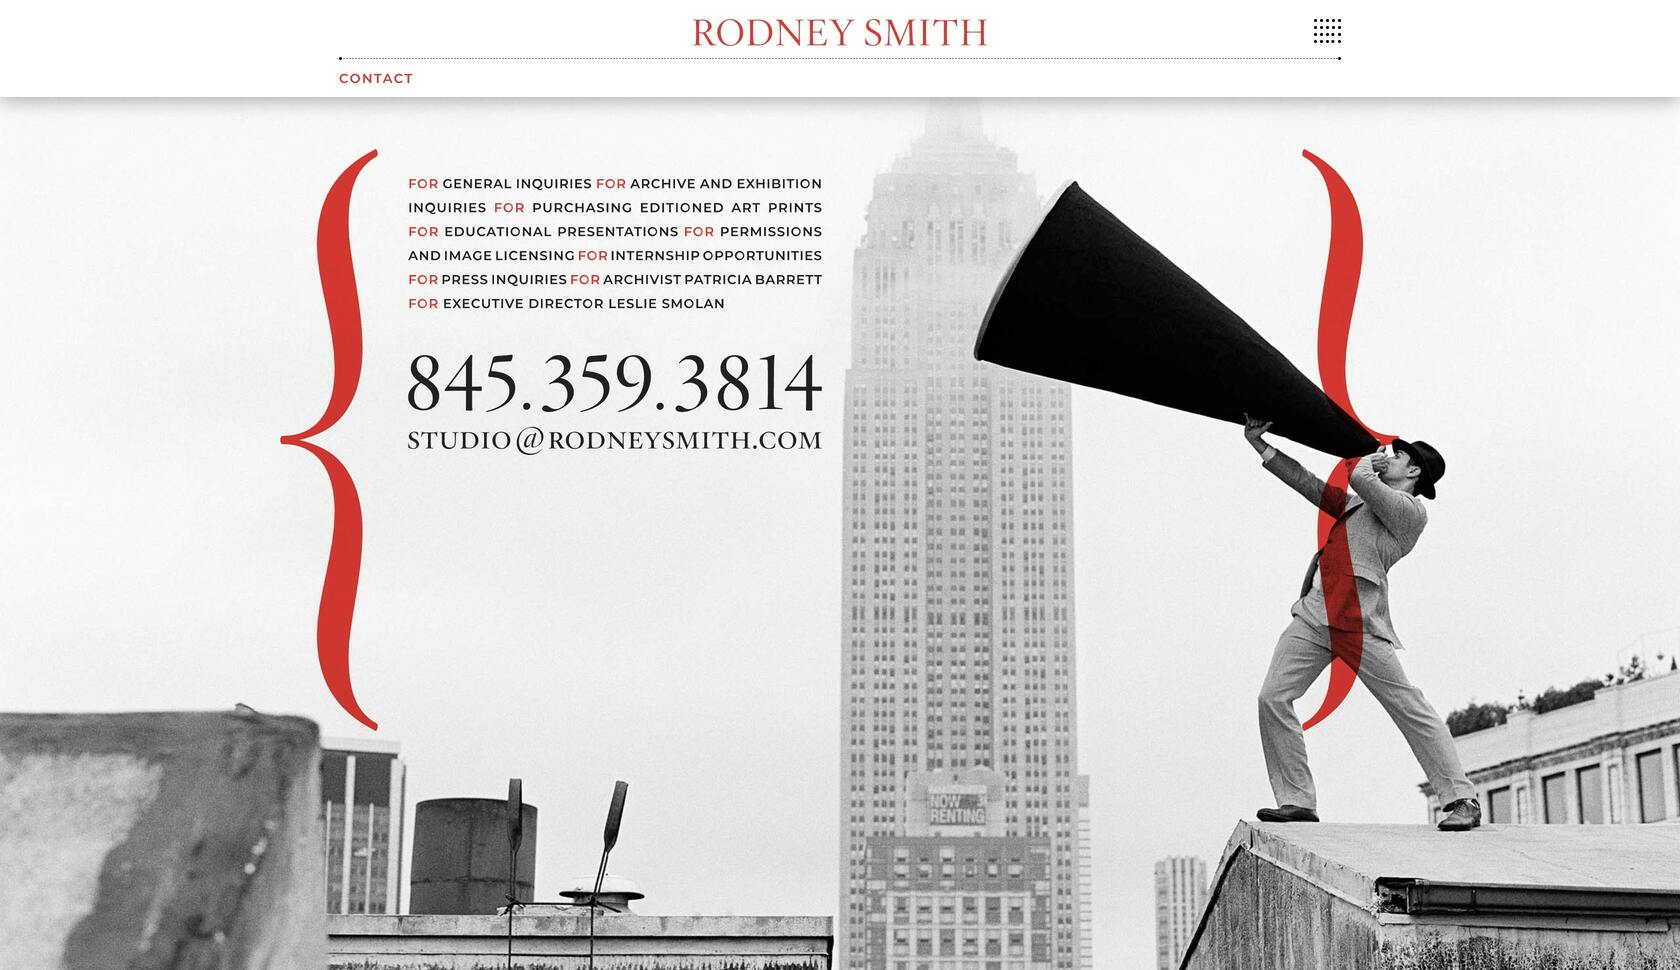 RODNEY SMITH
CONTACT
FOR GENERAL INQUIRIES FOR ARCHIVE AND EXHIBITION
INQUIRIES FOR PURCHASING EDITIONED ART PRINTS
FOR EDUCATIONAL PRESENTATIONS FOR PERMISSIONS
AND IMAGE LICENSING FOR INTERNSHIP OPPORTUNITIES
FOR PRESS INQUIRIES FOR ARCHIVIST PATRICIA BARRETT
FOR EXECUTIVE DIRECTOR LESLIE SMOLAN
845.359.3814
STUDIO@RODNEYSMITH.COM
NOW
RENTING